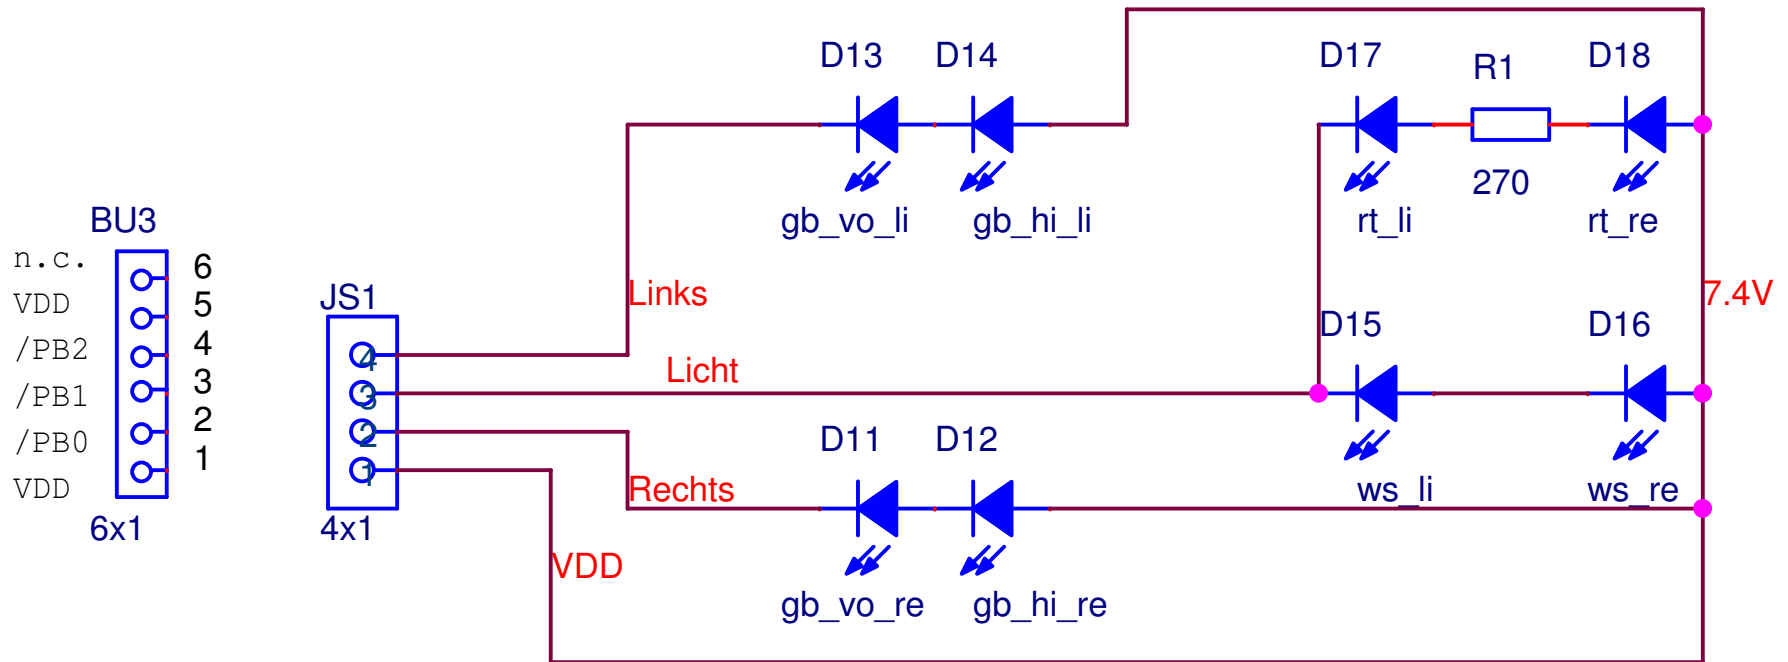 D13
D14
D17
R1
D18
270
gb_vo_li
gb_hi_li
rt_li
rt_re
BU3
n.c.
6
VDD
5
/PB2
4
/PB1
3
/PB0
2
VDD
1
6x1
JS1
4
3
2
1
4x1
Links
7.4V
D15
D16
Licht
D11
D12
Rechts
ws_li
ws_re
VDD
gb_vo_re
gb_hi_re